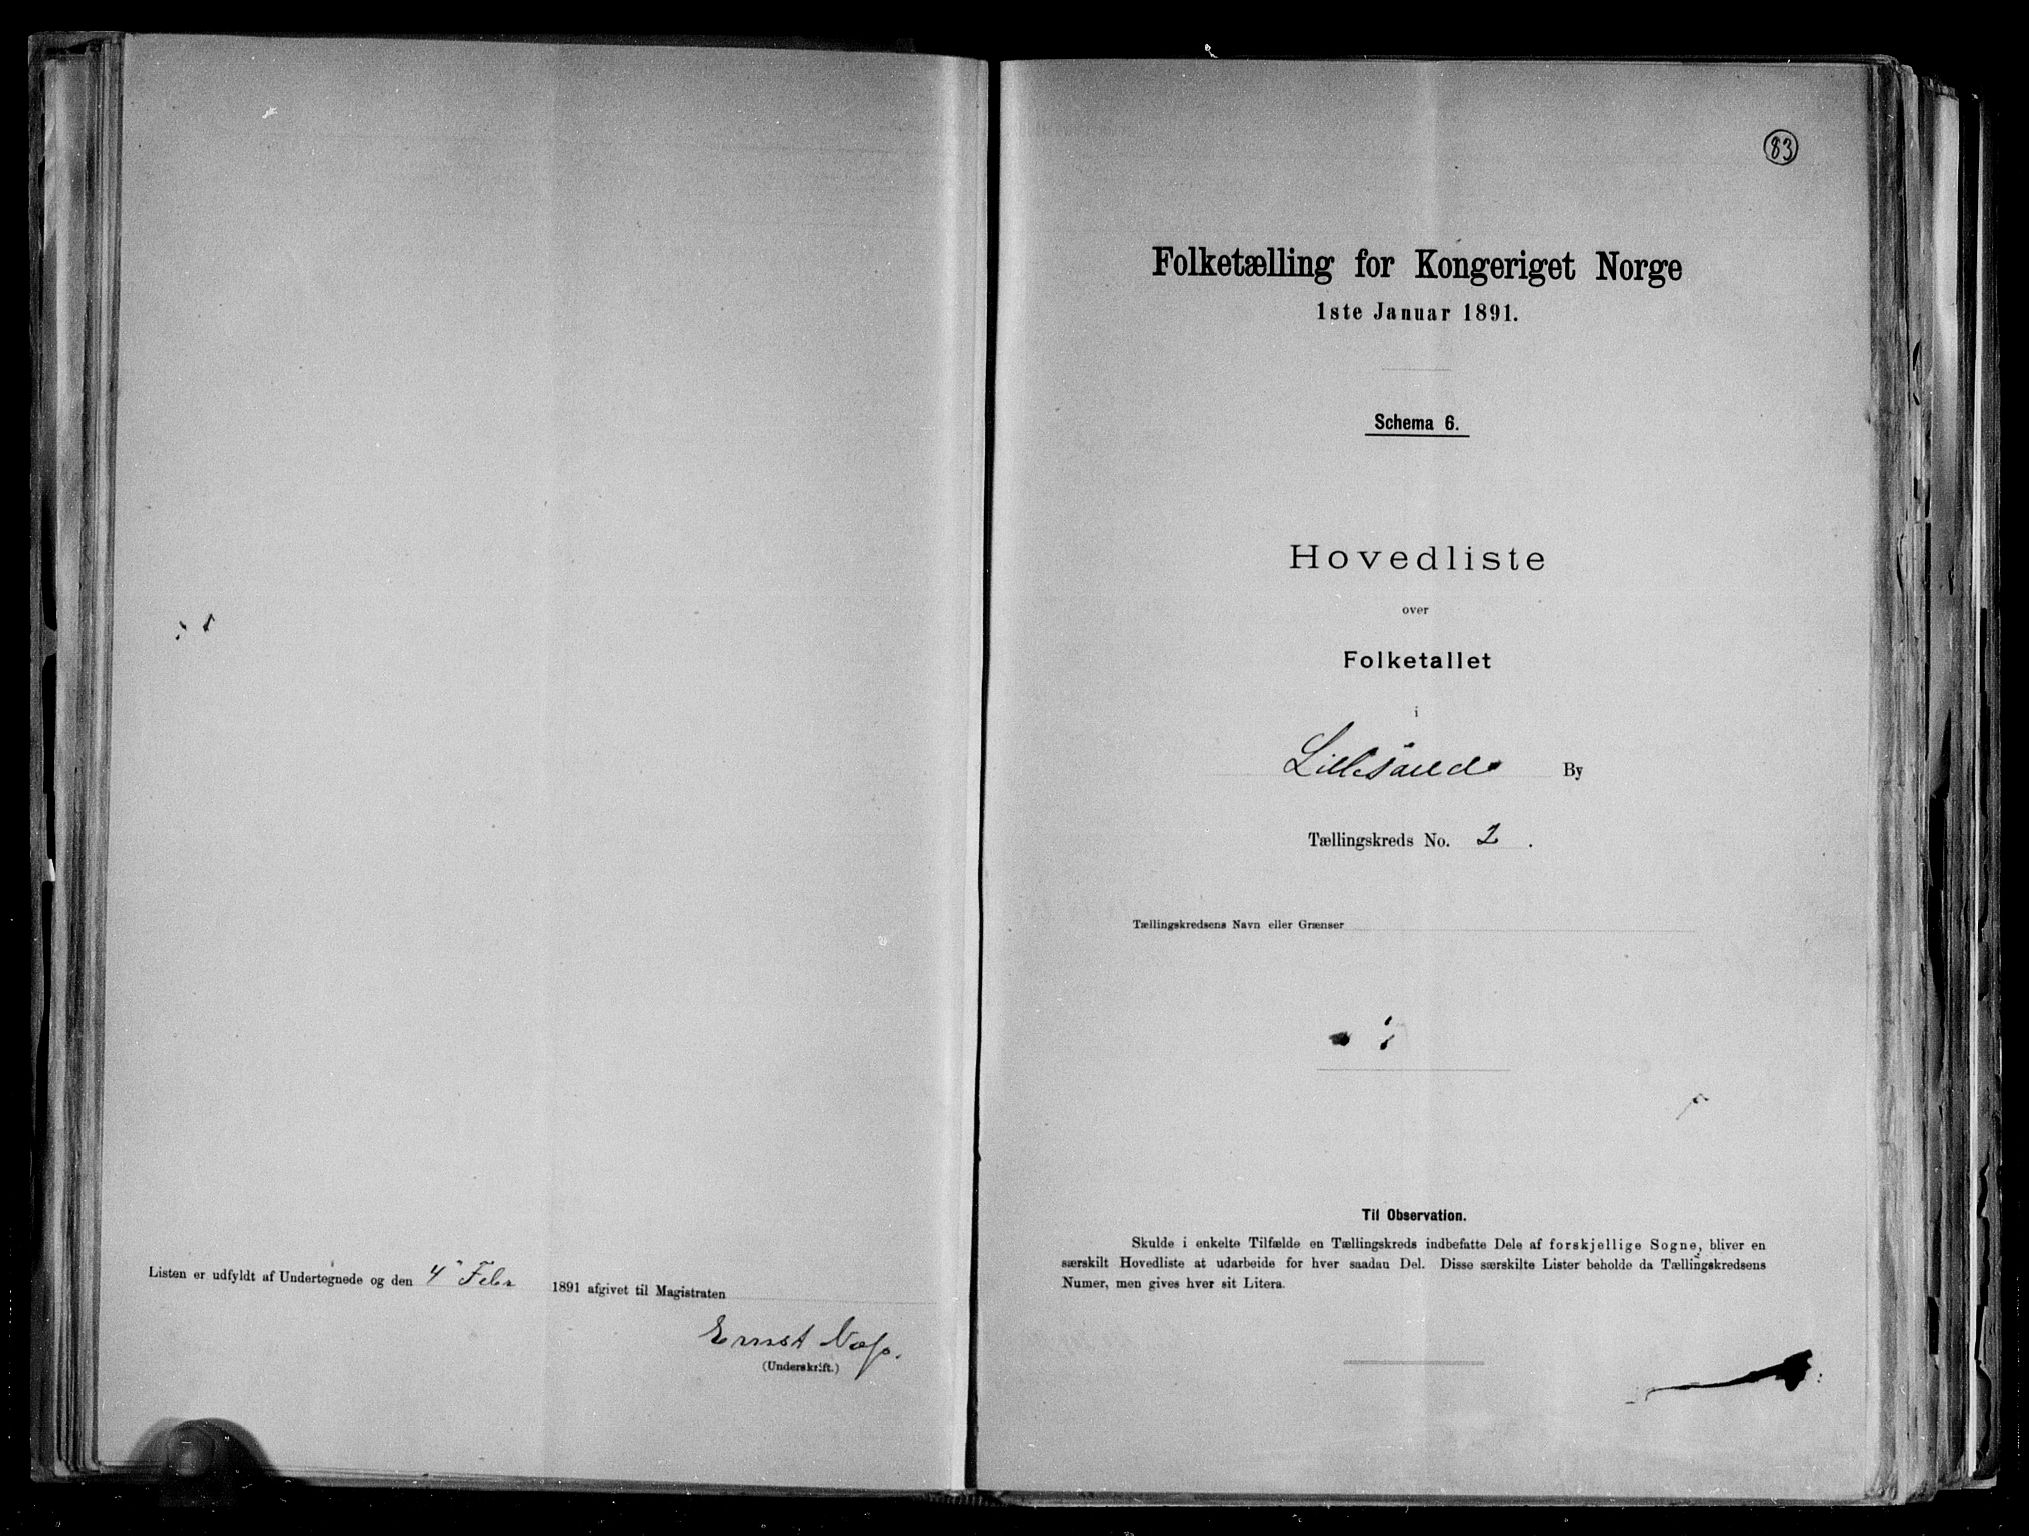 Listen er udfyldt af Undertegnede og den 4 Febr 1891 afgivet til Magistraten
Ernst Næss.
(Underskrift.)
83
Folketælling for Kongeriget Norge
1ste Januar 1891.
Schema 6.
Hovedliste
over
Folketallet
i
Lillesand By
Tællingskreds No. 2.
Tællingskredsens Navn eller Grænser
Til Observation.
Skulde i enkelte Tilfælde en Tællingskreds indbefatte Dele af forskjellige Sogne, bliver en
særskilt Hovedliste at udarbeide for hver saadan Del. Disse særskilte Lister beholde da Tællingskredsens
Numer, men gives hver sit Litera.